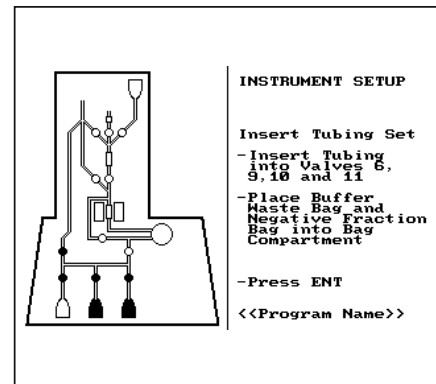 INSTRUMENT SETUP
Insert Tubing Set
-Insert Tubing
into Valves 6,
9,10 and 11
-Place Buffer
Waste Bag and
Negative Fraction
Bag into Bag
Compartment
-Press ENT
<<Program Name>>